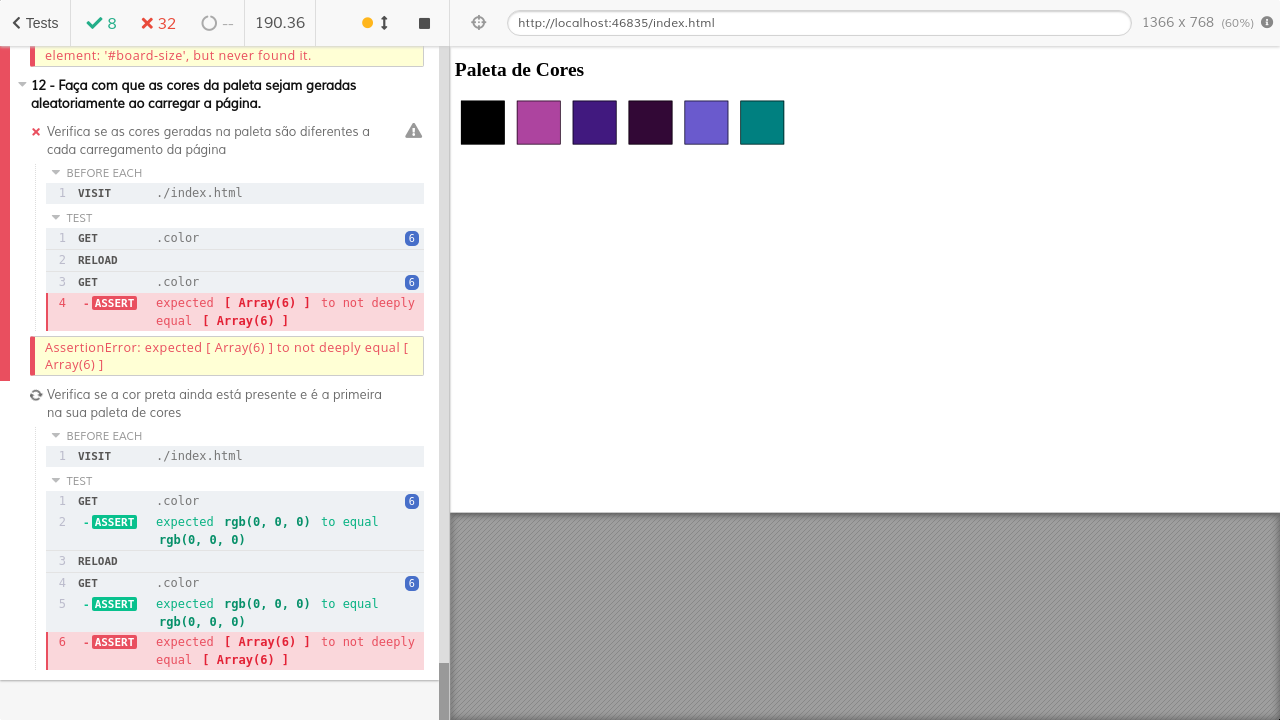 Tests 8 32 -- 190.36 http://localhost:46835/index.html 1366 x 768 (60%)
element: '#board-size', but never found it.
12 - Faça com que as cores da paleta sejam geradas
aleatoriamente ao carregar a página.
Verifica se as cores geradas na paleta são diferentes a
cada carregamento da página
BEFORE EACH
1 VISIT ./index.html
TEST
1 GET .color 6
2 RELOAD
3 GET .color 6
4 - ASSERT expected [ Array(6) ] to not deeply
equal [ Array(6) ]
AssertionError: expected [ Array(6) ] to not deeply equal [
Array(6) ]
Verifica se a cor preta ainda está presente e é a primeira
na sua paleta de cores
BEFORE EACH
1 VISIT ./index.html
TEST
1 GET .color 6
2 - ASSERT expected rgb(0, 0, 0) to equal
rgb(0, 0, 0)
3 RELOAD
4 GET .color 6
5 - ASSERT expected rgb(0, 0, 0) to equal
rgb(0, 0, 0)
6 - ASSERT expected [ Array(6) ] to not deeply
equal [ Array(6) ]
Paleta de Cores